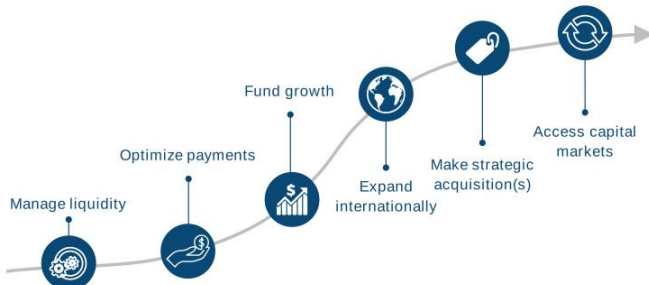 Manage liquidity
Optimize payments
Fund growth
Expand
internationally
Make strategic
acquisition(s)
Access capital
markets